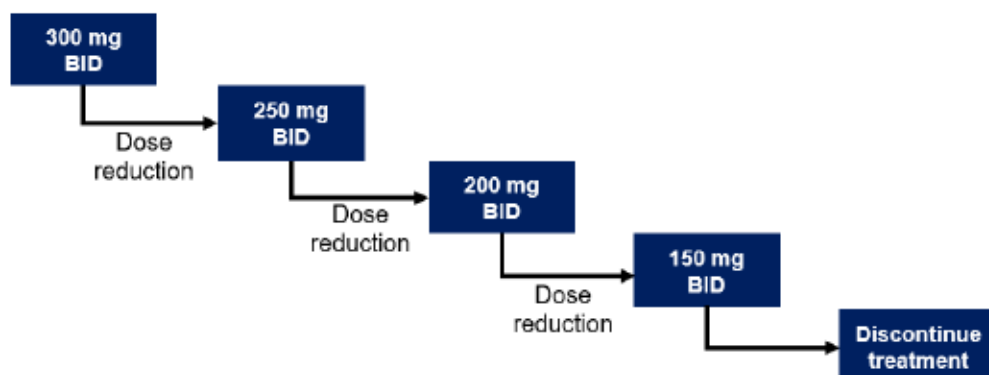 300 mg
BID
250 mg
BID
Dose
reduction
200 mg
BID
Dose
reduction
150 mg
BID
Dose
reduction
Discontinue
treatment